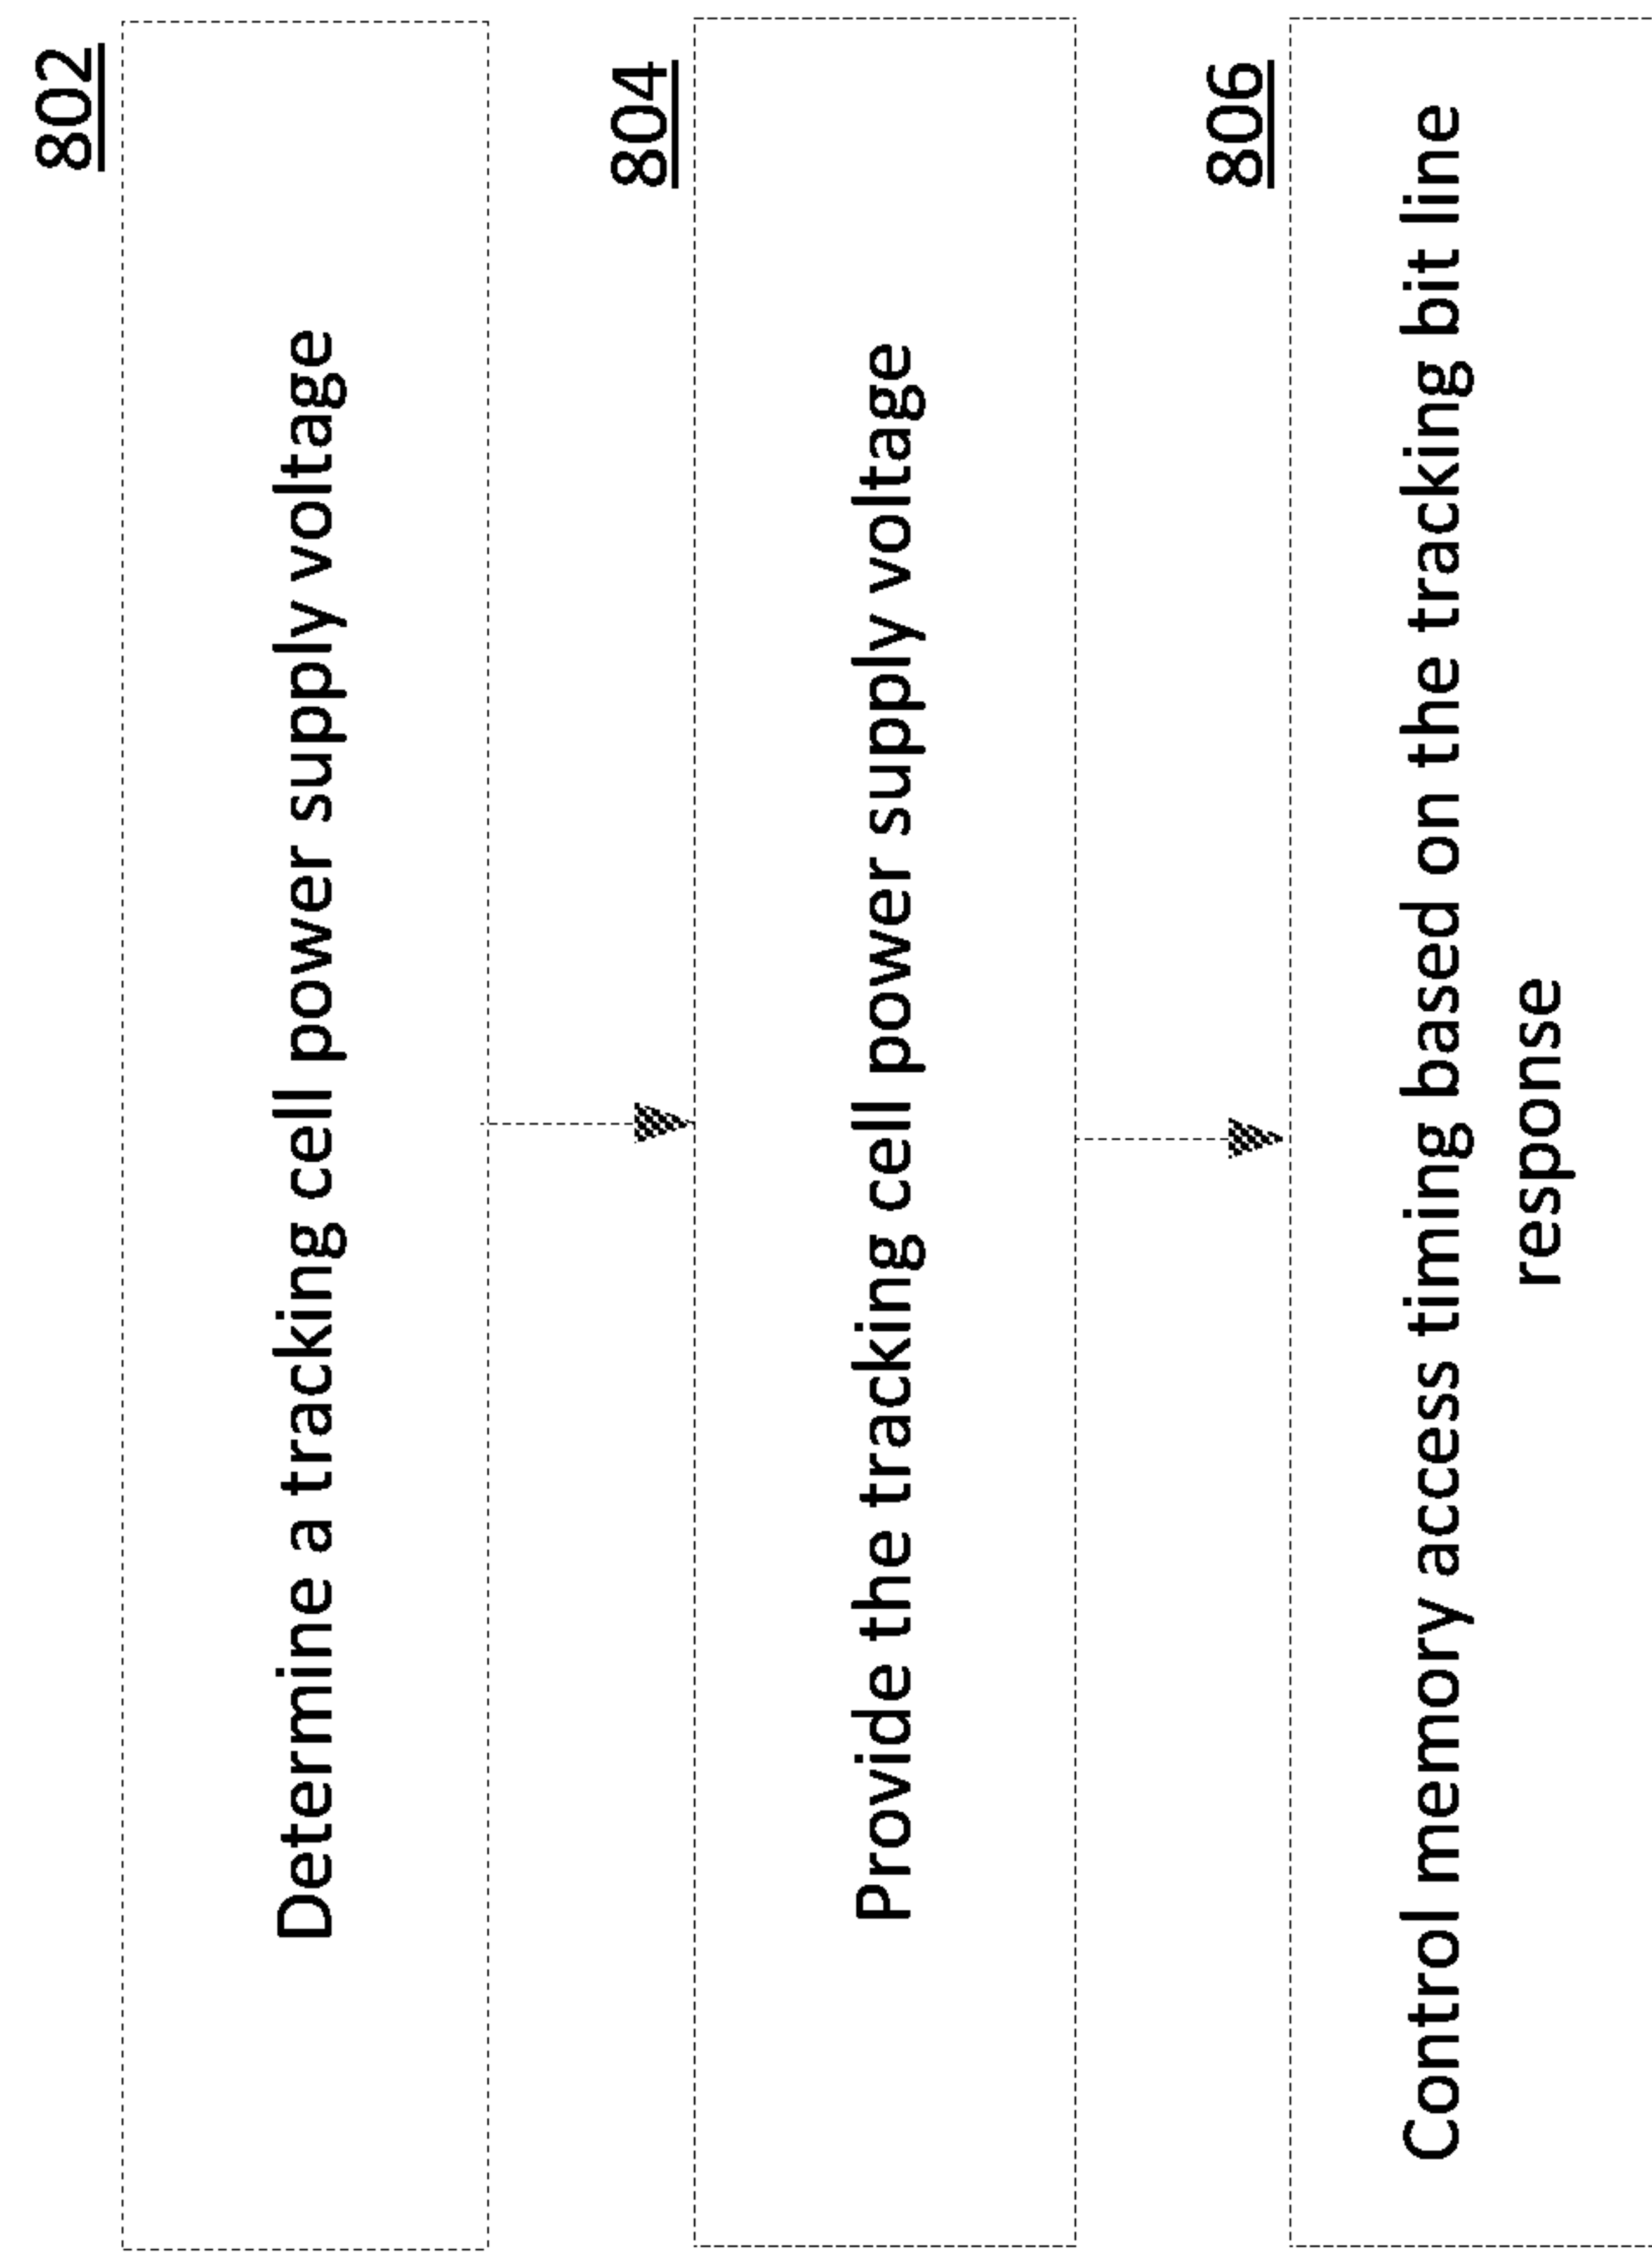 802
Determine a tracking cell power supply voltage
804
Provide the tracking cell power supply voltage
806
Control memory access timing based on the tracking bit line
response